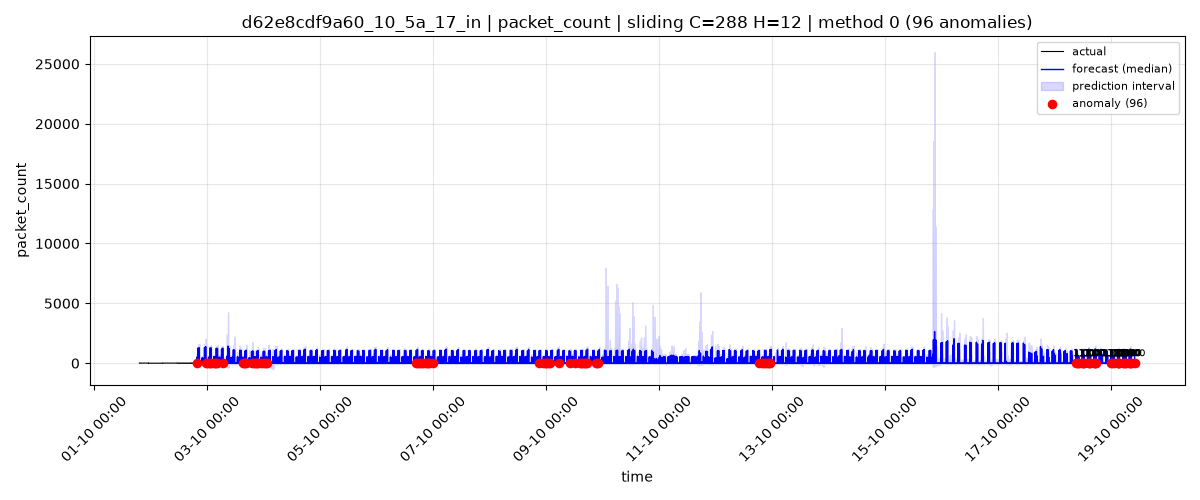 d62e8cdf9a60_10_5a_17_in | packet_count | sliding C=288 H=12 | method 0 (96 anomalies)
actual
forecast (median)
prediction interval
anomaly (96)
packet_count
25000
20000
15000
10000
5000
0
01-10 00:00
03-10 00:00
05-10 00:00
07-10 00:00
09-10 00:00
11-10 00:00
13-10 00:00
15-10 00:00
17-10 00:00
19-10 00:00
time